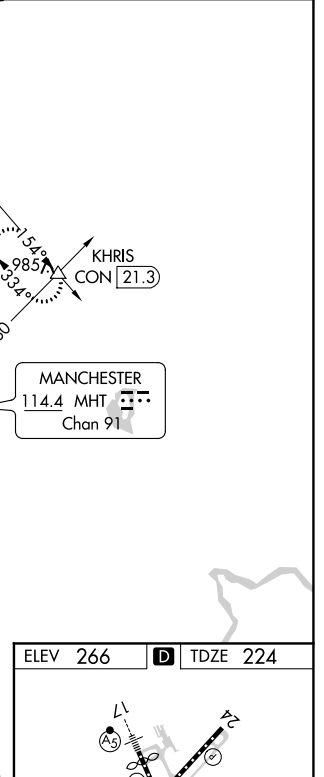 154°
985
334°
KHRIS
CON 21.3
MANCHESTER
114.4 MHT
Chan 91
ELEV 266 D TDZE 224
17
24
A5
P